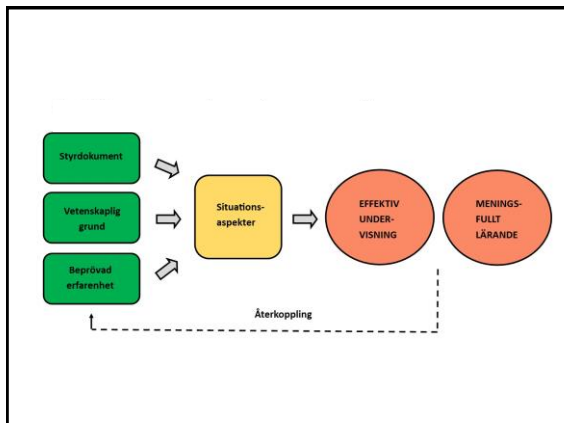 Styrdokument
Vetenskaplig
grund
Beprövad
erfarenhet
Situations-
aspekter
EFFEKTIV
UNDER-
VISNING
MENINGS-
FULLT
LÄRANDE
Återkoppling